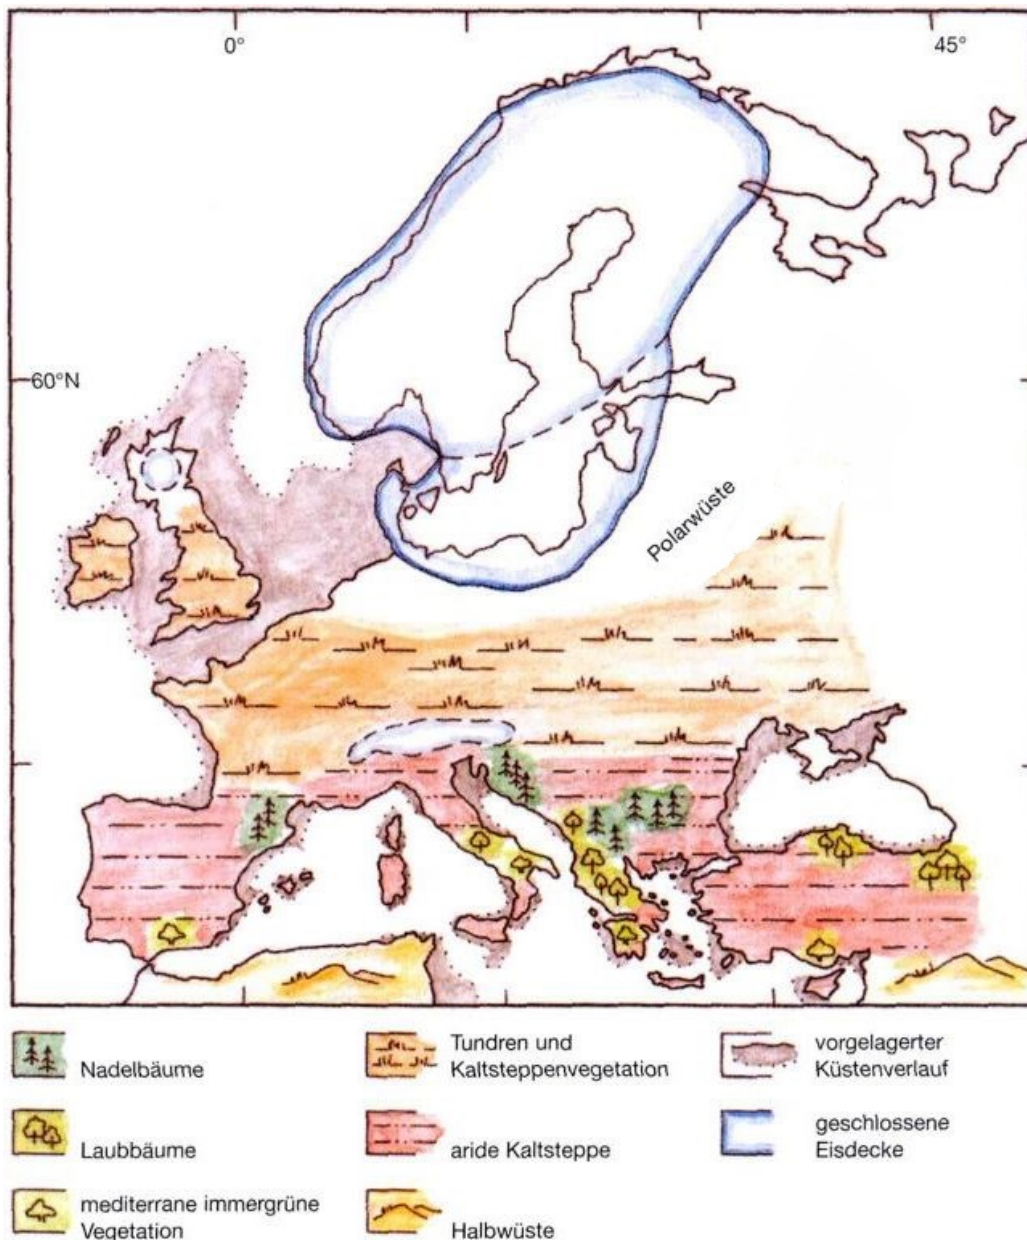 0°
45°
60°N
Polarwüste
Nadelbäume
Laubbäume
mediterrane immergrüne
Vegetation
Tundren und
Kaltsteppenvegetation
aride Kaltsteppe
Halbwüste
vorgelagerter
Küstenverlauf
geschlossene
Eisdecke